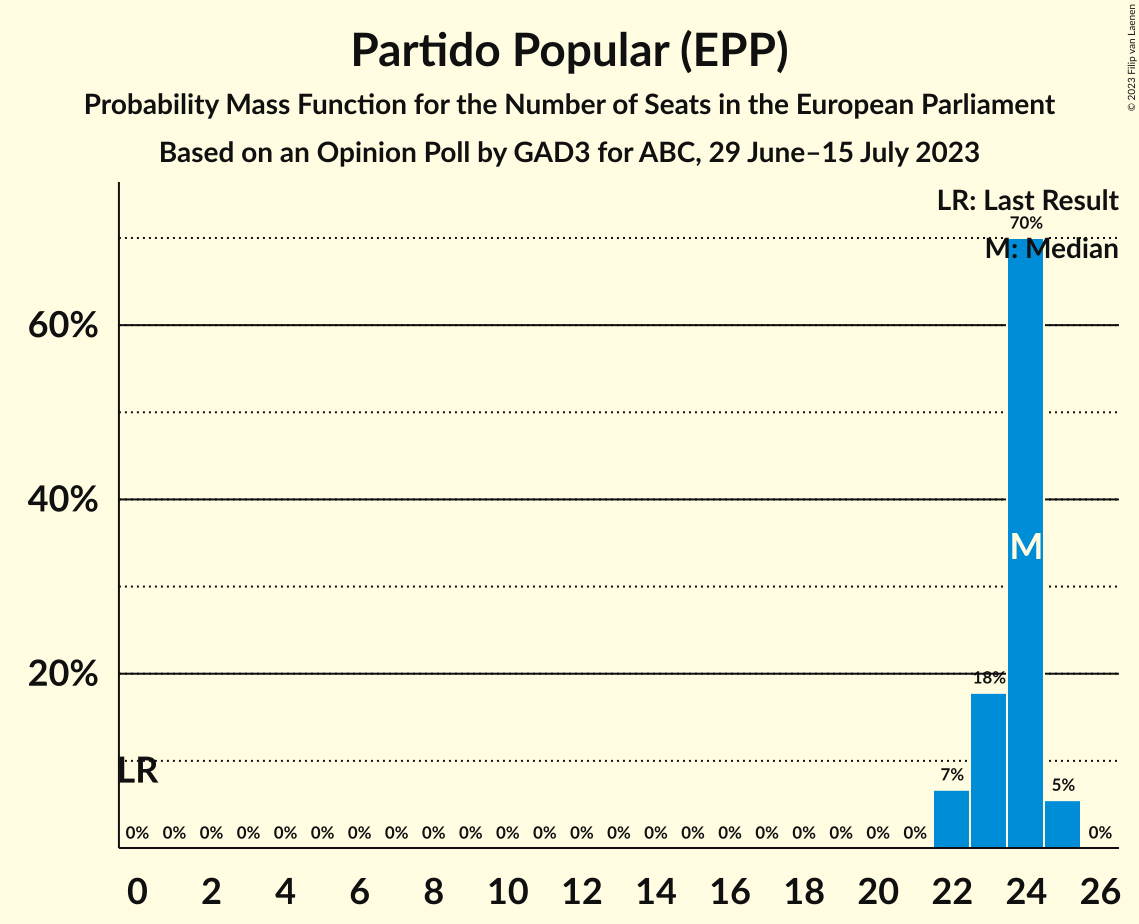 Partido Popular (EPP)
Probability Mass Function for the Number of Seats in the European Parliament
Based on an Opinion Poll by GAD3 for ABC, 29 June–15 July 2023
© 2023 Filip van Laenen
LR: Last Result
70%
M: Median
60%
40%
M
20%
18%
LR
7%
5%
0% 0% 0% 0% 0% 0% 0% 0% 0% 0% 0% 0% 0% 0% 0% 0% 0% 0% 0% 0% 0% 0% 0%
0 2 4 6 8 10 12 14 16 18 20 22 24 26